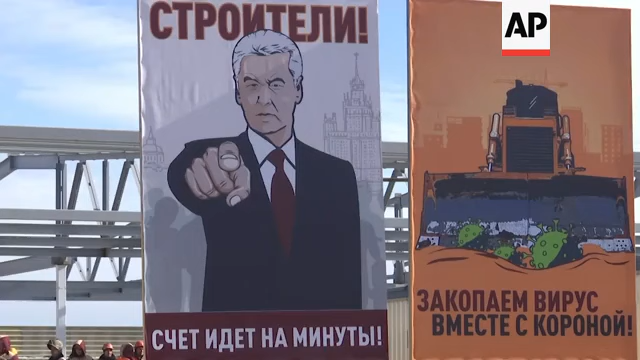 СТРОИТЕЛИ!
AP
СЧЕТ ИДЕТ НА МИНУТЫ!
ЗАКОПАЕМ ВИРУС
ВМЕСТЕ С КОРОНОЙ!